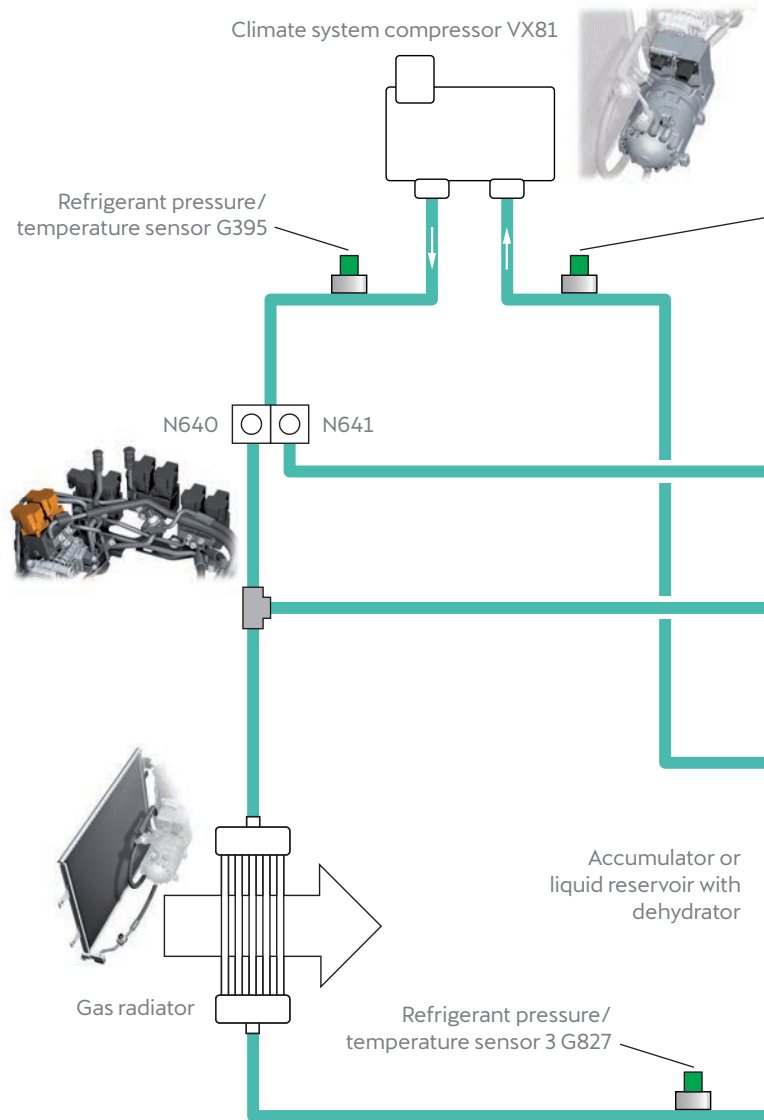 Climate system compressor VX81
Refrigerant pressure/
temperature sensor G395
N640
N641
Accumulator or
liquid reservoir with
dehydrator
Gas radiator
Refrigerant pressure/
temperature sensor 3 G827